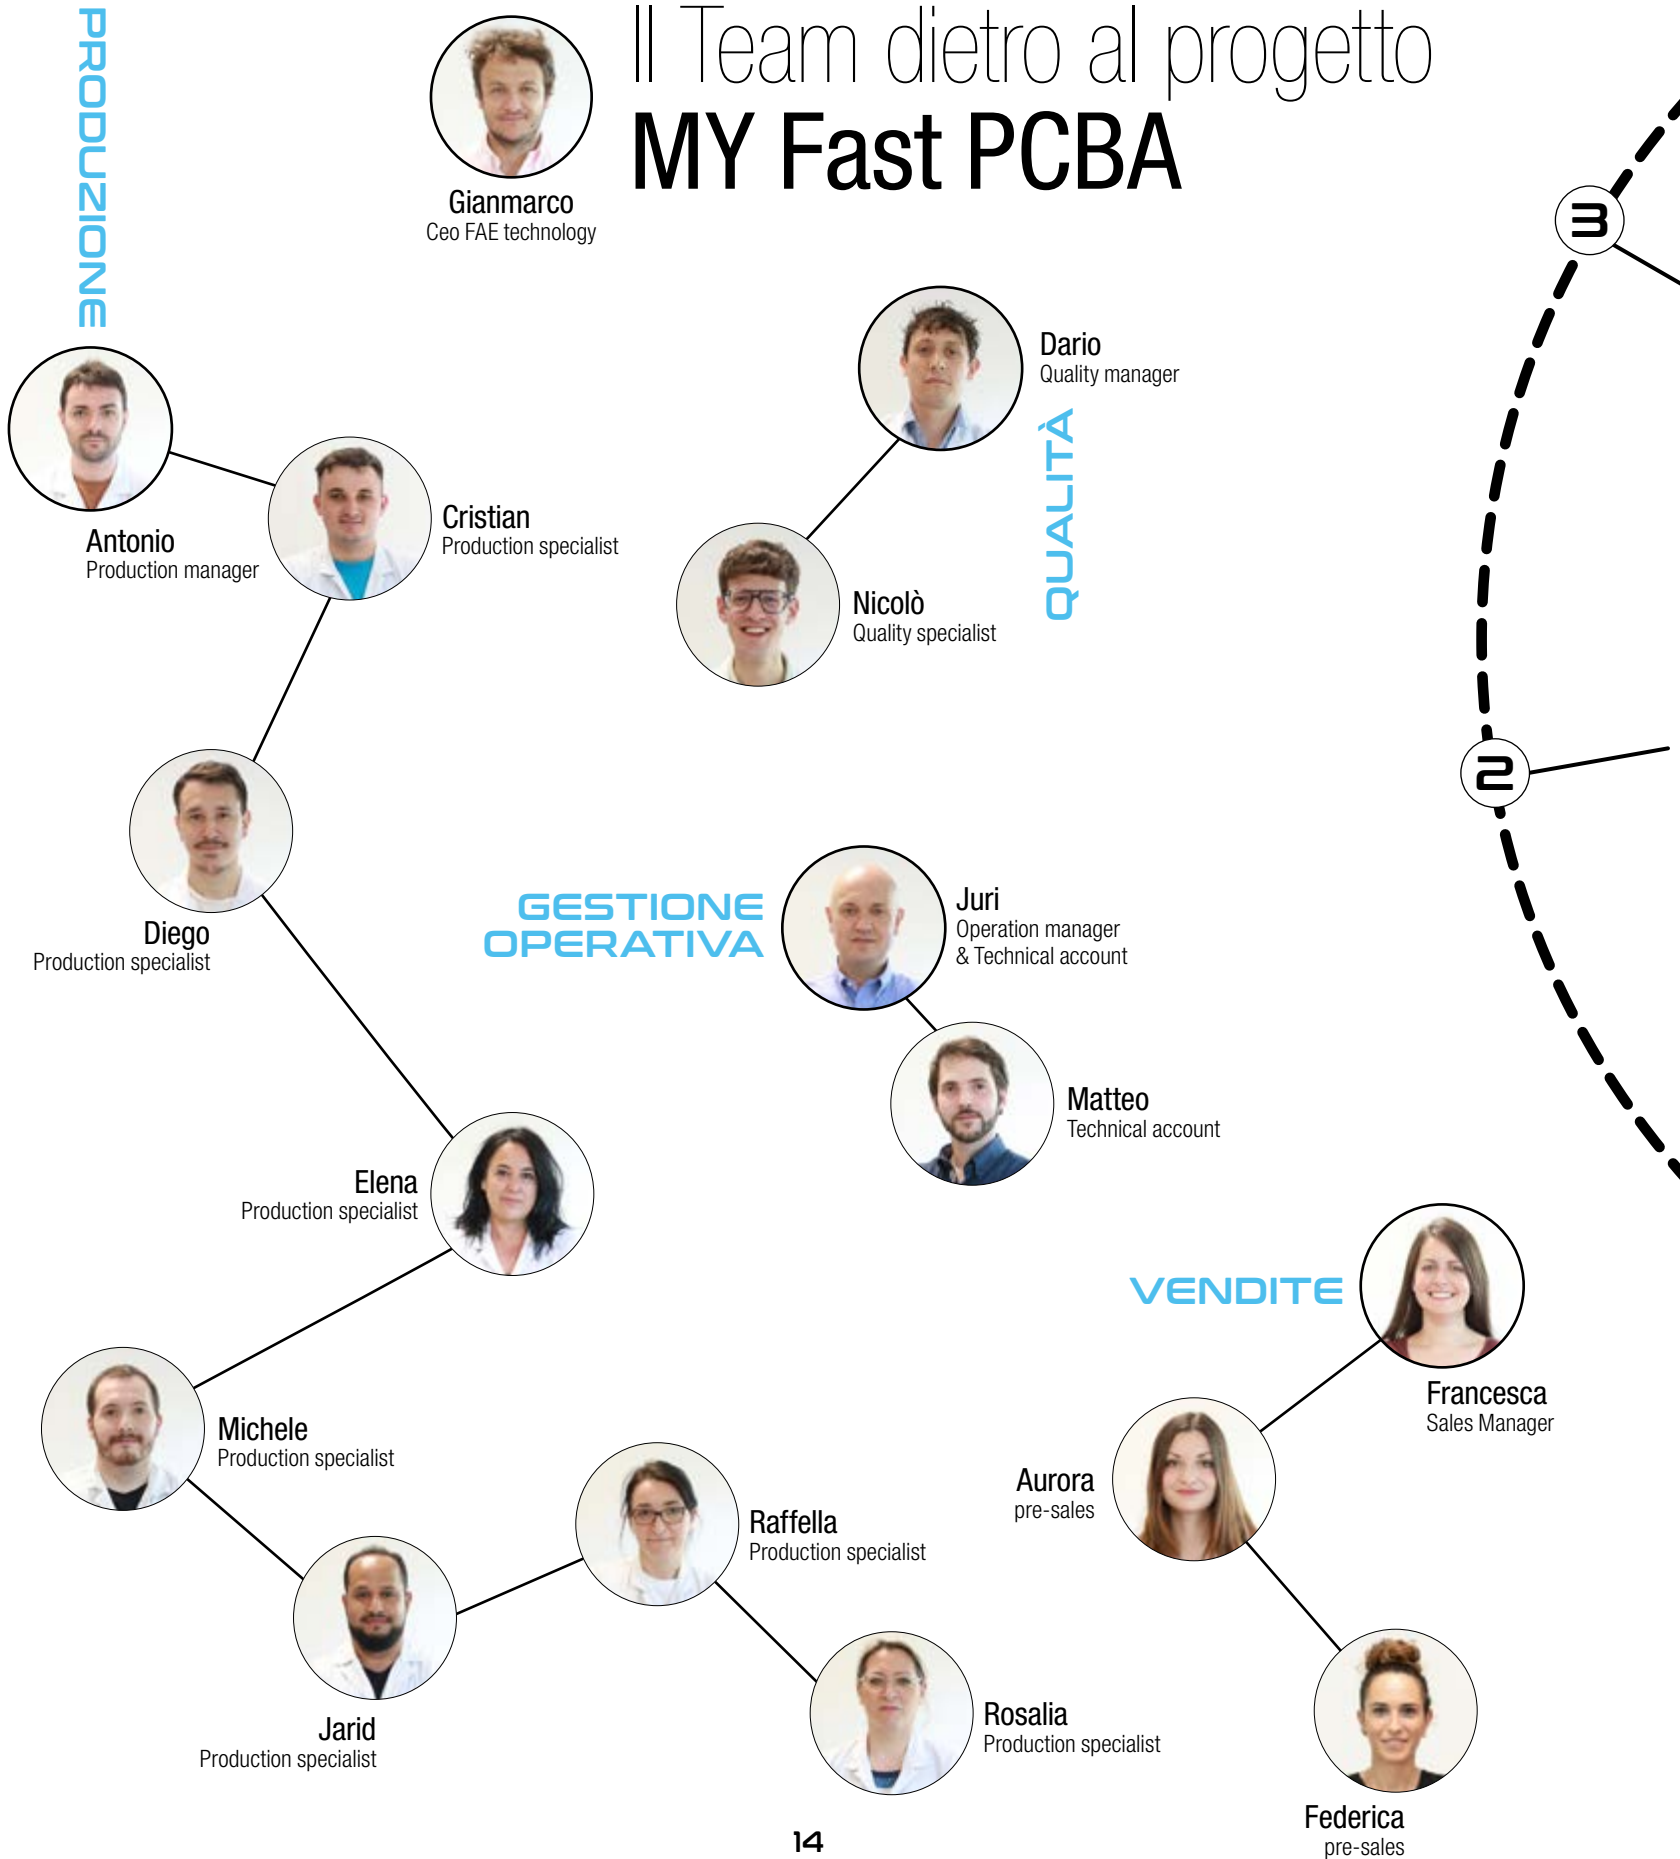 Il Team dietro al progetto
MY Fast PCBA
PRODUZIONE
Gianmarco
Ceo FAE technology
3
Dario
Quality manager
QUALITÀ
Antonio
Production manager
Cristian
Production specialist
Nicolò
Quality specialist
2
GESTIONE
OPERATIVA
Juri
Operation manager
& Technical account
Diego
Production specialist
Matteo
Technical account
Elena
Production specialist
VENDITE
Francesca
Sales Manager
Michele
Production specialist
Aurora
pre-sales
Raffella
Production specialist
Jarid
Production specialist
Rosalia
Production specialist
Federica
pre-sales
14